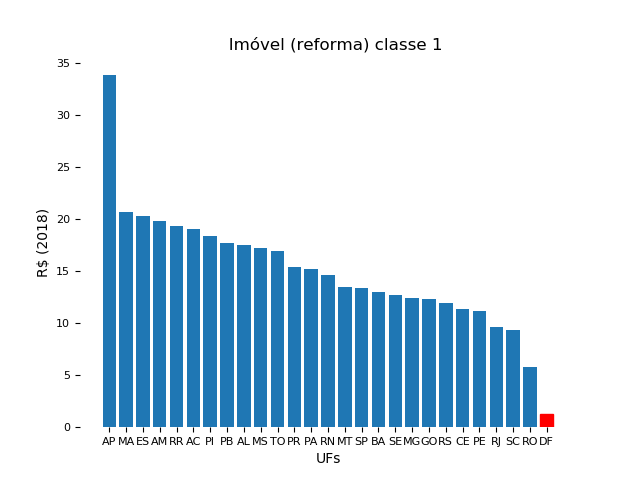 Imóvel (reforma) classe 1
R$ (2018)
35
30
25
20
15
10
5
0
AP MA ES AM RR AC PI PB AL MS TO PR PA RN MT SP BA SE MG GO RS CE PE RJ SC RO DF
UFs